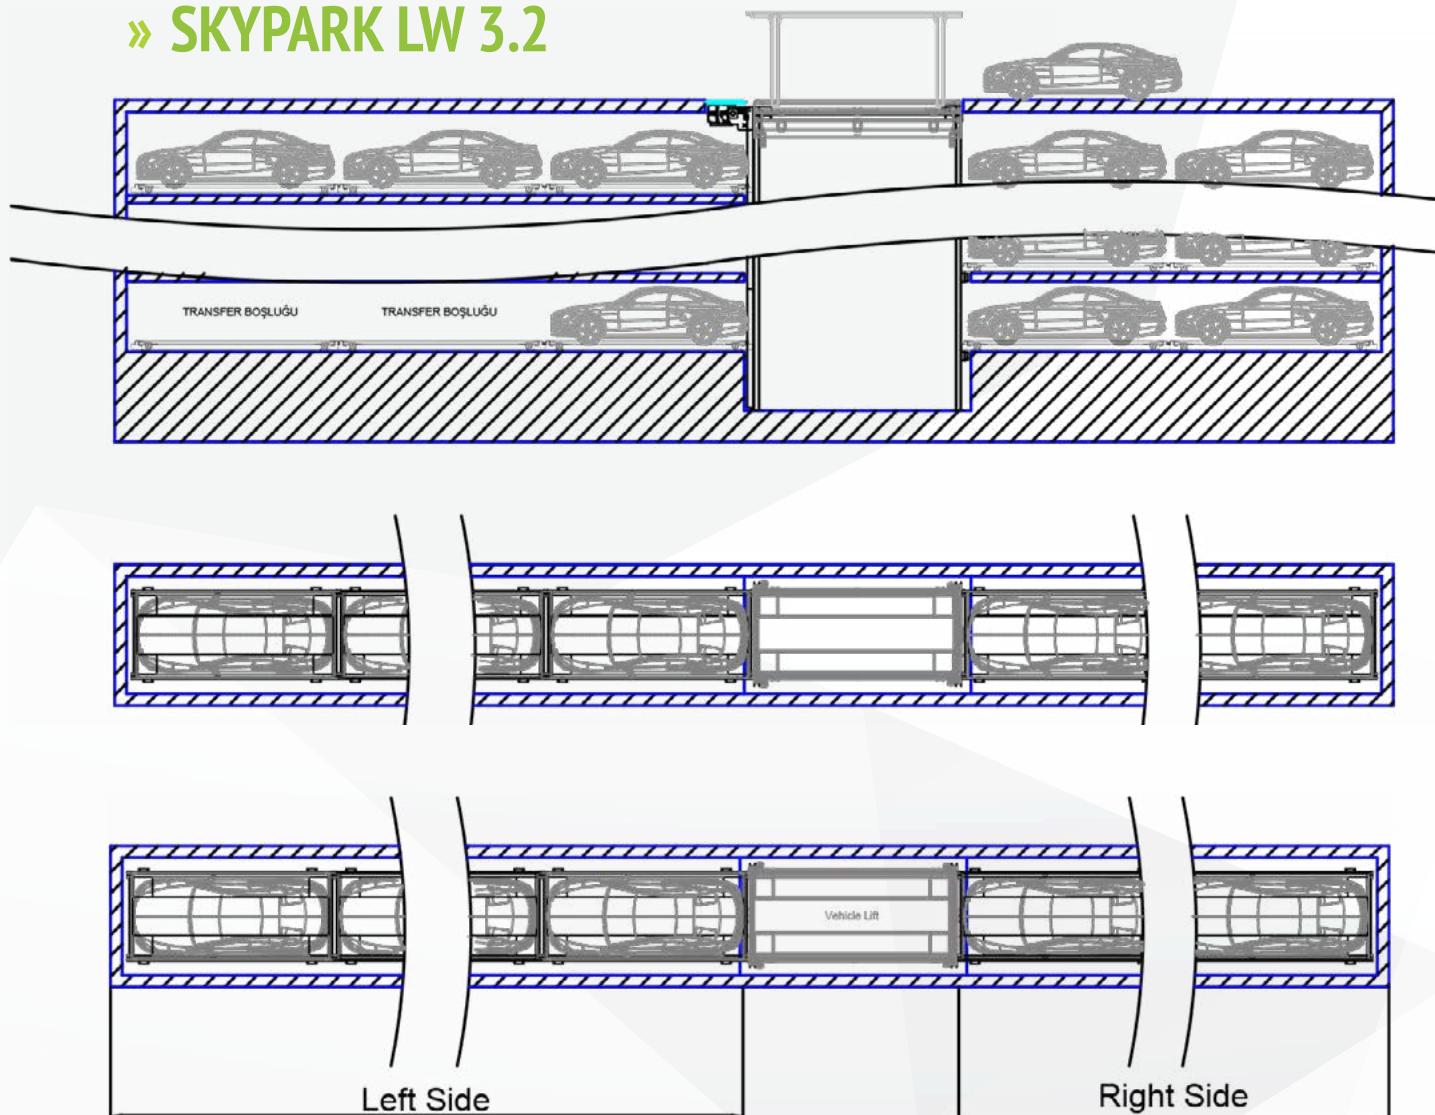 » SKYPARK LW 3.2
TRANSFER BOŞLUĞU TRANSFER BOŞLUĞU
Vehicle Lift
Left Side Right Side